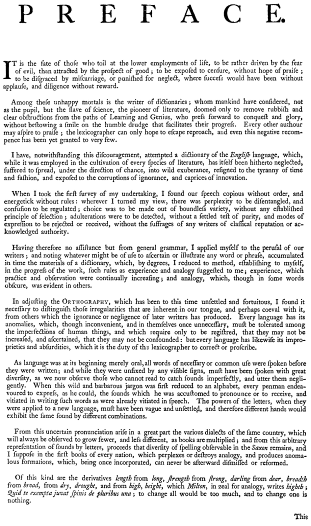 PREFACE.
IT is the fate of those who toil at the lower employments of life, to be rather driven by the fear
of evil, than attracted by the prospect of good; to be exposed to censure, without hope of praise;
to be disgraced by miscarriage, or punished for neglect, where success would have been without
applause, and diligence without reward.
Among these unhappy mortals is the writer of dictionaries; whom mankind have considered, not
as the pupil, but the slave of science, the pioneer of literature, doomed only to remove rubbish and
clear obstructions from the paths of Learning and Genius, who press forward to conquest and glory,
without bestowing a smile on the humble drudge that facilitates their progress. Every other authour
may aspire to praise; the lexicographer can only hope to escape reproach, and even this negative recom-
pence has been yet granted to very few.
I have, notwithstanding this discouragement, attempted a dictionary of the English language, which,
while it was employed in the cultivation of every species of literature, has itself been hitherto neglected,
suffered to spread, under the direction of chance, into wild exuberance, resigned to the tyranny of time
and fashion, and exposed to the corruptions of ignorance, and caprices of innovation.
When I took the first survey of my undertaking, I found our speech copious without order, and
energetick without rules: wherever I turned my view, there was perplexity to be disentangled, and
confusion to be regulated; choice was to be made out of boundless variety, without any established
principle of selection; adulterations were to be detected, without a settled test of purity, and modes of
expression to be rejected or received, without the suffrages of any writers of classical reputation or ac-
knowledged authority.
Having therefore no assistance but from general grammar, I applied myself to the perusal of our
writers; and noting whatever might be of use to ascertain or illustrate any word or phrase, accumulated
in time the materials of a dictionary, which, by degrees, I reduced to method, establishing to myself,
in the progress of the work, such rules as experience and analogy suggested to me; experience, which
practice and observation were continually increasing; and analogy, which, though in some words
obscure, was evident in others.
In adjusting the ORTHOGRAPHY, which has been to this time unsettled and fortuitous, I found it
necessary to distinguish those irregularities that are inherent in our tongue, and perhaps coeval with it,
from others which the ignorance or negligence of later writers has produced. Every language has its
anomalies, which, though inconvenient, and in themselves once unnecessary, must be tolerated among
the imperfections of human things, and which require only to be registred, that they may not be
increased, and ascertained, that they may not be confounded: but every language has likewise its impro-
prieties and absurdities, which it is the duty of the lexicographer to correct or proscribe.
As language was at its beginning merely oral, all words of necessary or common use were spoken before
they were written; and while they were unfixed by any visible signs, must have been spoken with great
diversity, as we now observe those who cannot read to catch sounds imperfectly, and utter them negli-
gently. When this wild and barbarous jargon was first reduced to an alphabet, every penman endea-
voured to express, as he could, the sounds which he was accustomed to pronounce or to receive, and
vitiated in writing such words as were already vitiated in speech. The powers of the letters, when they
were applied to a new language, must have been vague and unsettled, and therefore different hands would
exhibit the same sound by different combinations.
From this uncertain pronunciation arise in a great part the various dialects of the same country, which
will always be observed to grow fewer, and less different, as books are multiplied; and from this arbitrary
representation of sounds by letters, proceeds that diversity of spelling observable in the Saxon remains, and
I suppose in the first books of every nation, which perplexes or destroys analogy, and produces anoma-
lous formations, which, being once incorporated, can never be afterward dismissed or reformed.
Of this kind are the derivatives length from long, strength from strong, darling from dear, breadth
from broad, from dry, drought, and from high, height, which Milton, in zeal for analogy, writes highth;
Quid te exempta juvat spinis de pluribus una; to change all would be too much, and to change one is
nothing.
This